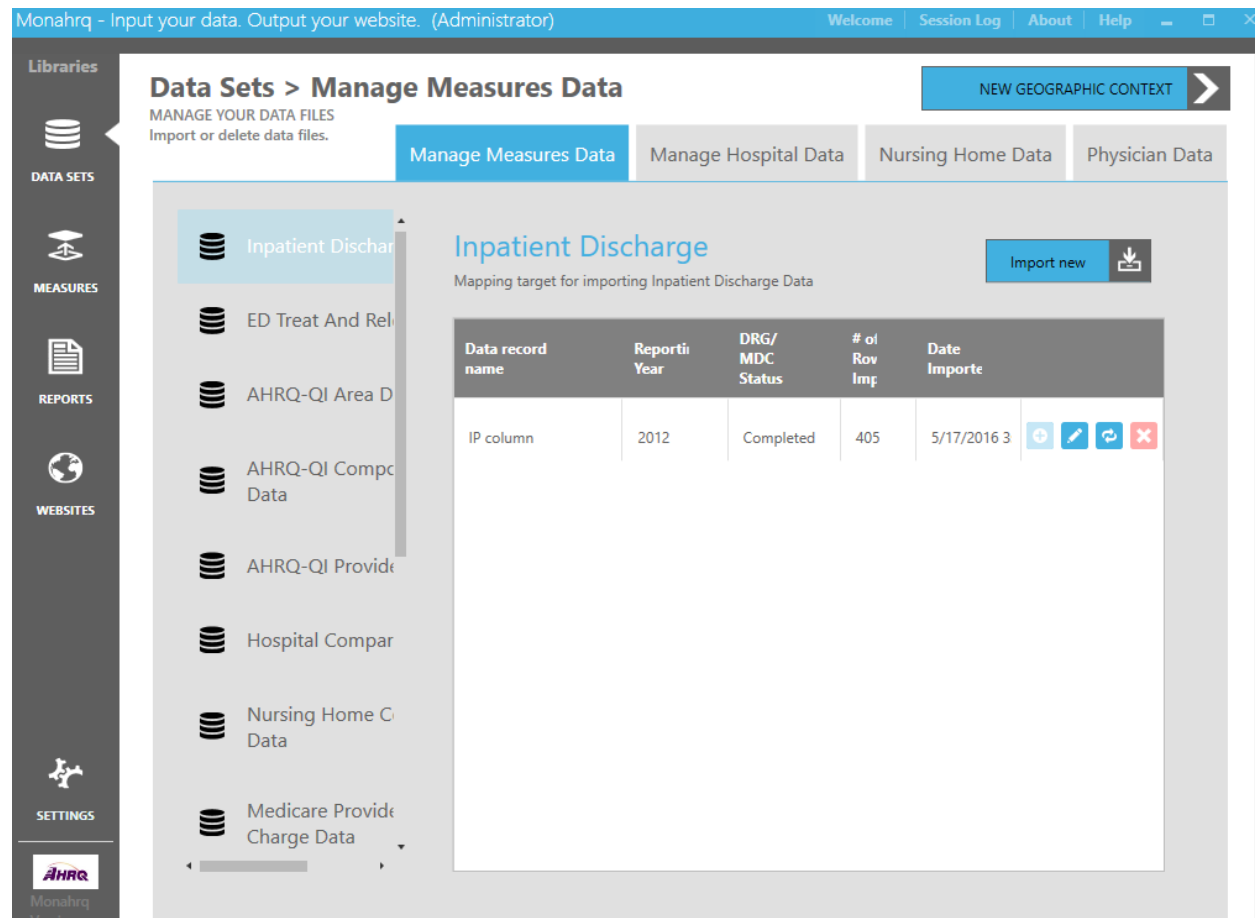 Monahrq - Input your data. Output your website. (Administrator)
Welcome Session Log About Help
Libraries
DATA SETS
MEASURES
REPORTS
WEBSITES
SETTINGS
AHRQ
Monahrq
Data Sets > Manage Measures Data
MANAGE YOUR DATA FILES
Import or delete data files.
NEW GEOGRAPHIC CONTEXT
Manage Measures Data Manage Hospital Data Nursing Home Data Physician Data
Inpatient Dischar
ED Treat And Rel
AHRQ-QI Area D
AHRQ-QI Compo
Data
AHRQ-QI Provide
Hospital Compar
Nursing Home C
Data
Medicare Provide
Charge Data
Inpatient Discharge
Mapping target for importing Inpatient Discharge Data
Import new
Data record
name
Reportin
Year
DRG/
MDC
Status
# of
Row
Imp
Date
Importe
IP column 2012 Completed 405 5/17/2016 3